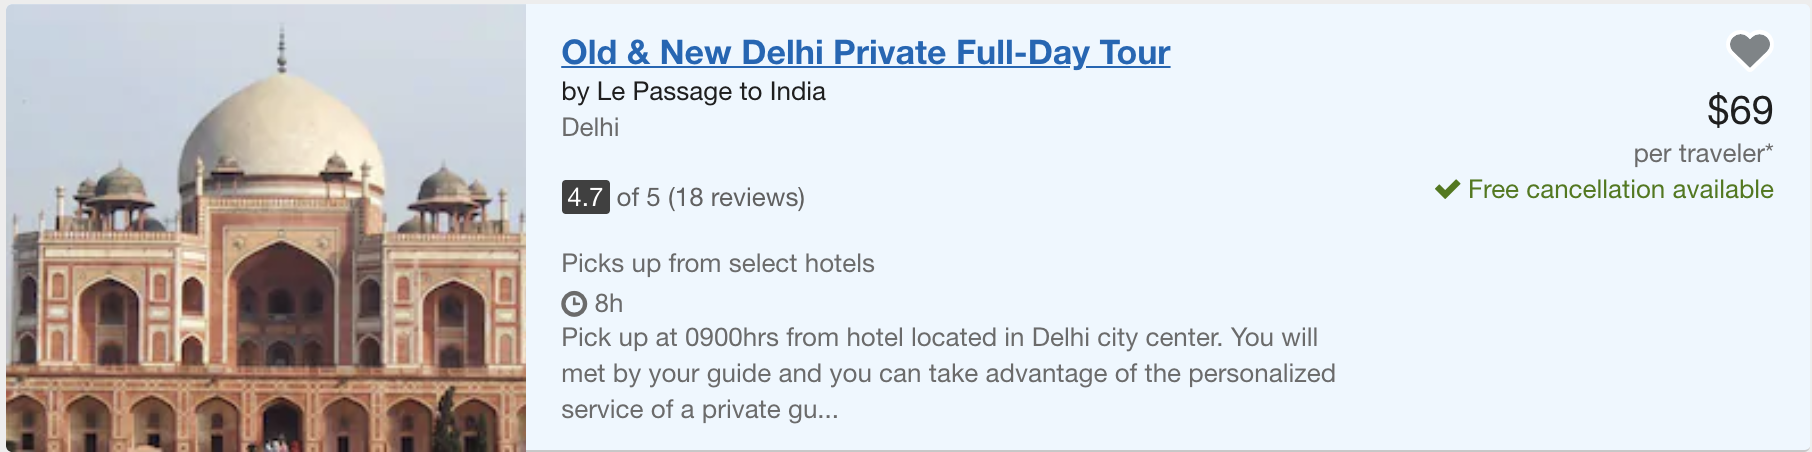 Old & New Delhi Private Full-Day Tour
by Le Passage to India
Delhi
4.7 of 5 (18 reviews)
Picks up from select hotels
8h
Pick up at 0900hrs from hotel located in Delhi city center. You will
met by your guide and you can take advantage of the personalized
service of a private gu...
$69
per traveler*
Free cancellation available